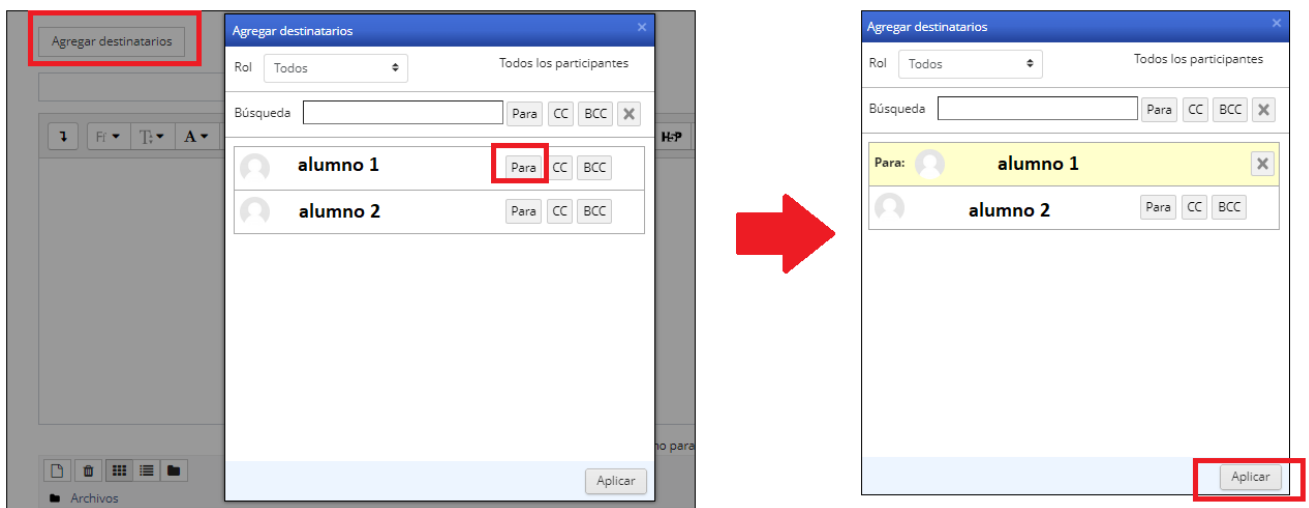 Agregar destinatarios
H-P
no para
Archivos
Agregar destinatarios ×
Rol Todos Todos los participantes
Búsqueda Para CC BCC
alumno 1 Para CC BCC
alumno 2 Para CC BCC
Aplicar
Agregar destinatarios ×
Rol Todos Todos los participantes
Búsqueda Para CC BCC
Para: alumno 1
alumno 2 Para CC BCC
Aplicar